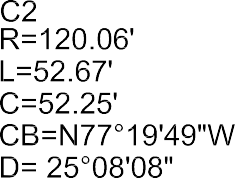 C2
R=120.06'
L=52.67'
C=52.25'
CB=N77°19'49"W
D= 25°08'08"